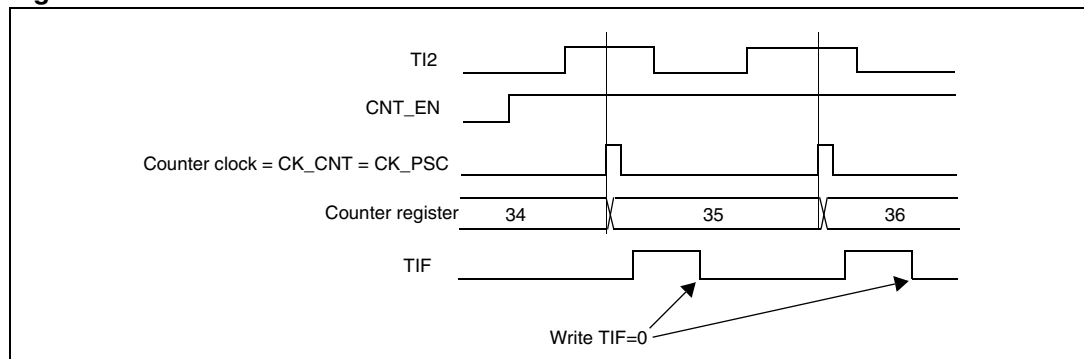 TI2
CNT_EN
Counter clock = CK_CNT = CK_PSC
Counter register 34 35 36
TIF
Write TIF=0